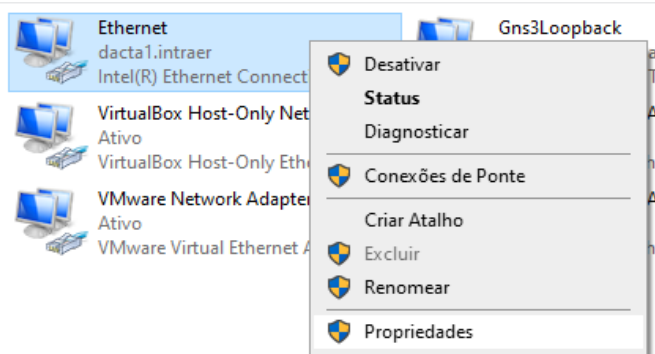 Ethernet
dacta1.intraer
Intel(R) Ethernet Connect
VirtualBox Host-Only Net
Ativo
VirtualBox Host-Only Eth
VMware Network Adapter
Ativo
VMware Virtual Ethernet A
Gns3Loopback
Desativar
Status
Diagnosticar
Conexões de Ponte
Criar Atalho
Excluir
Renomear
Propriedades